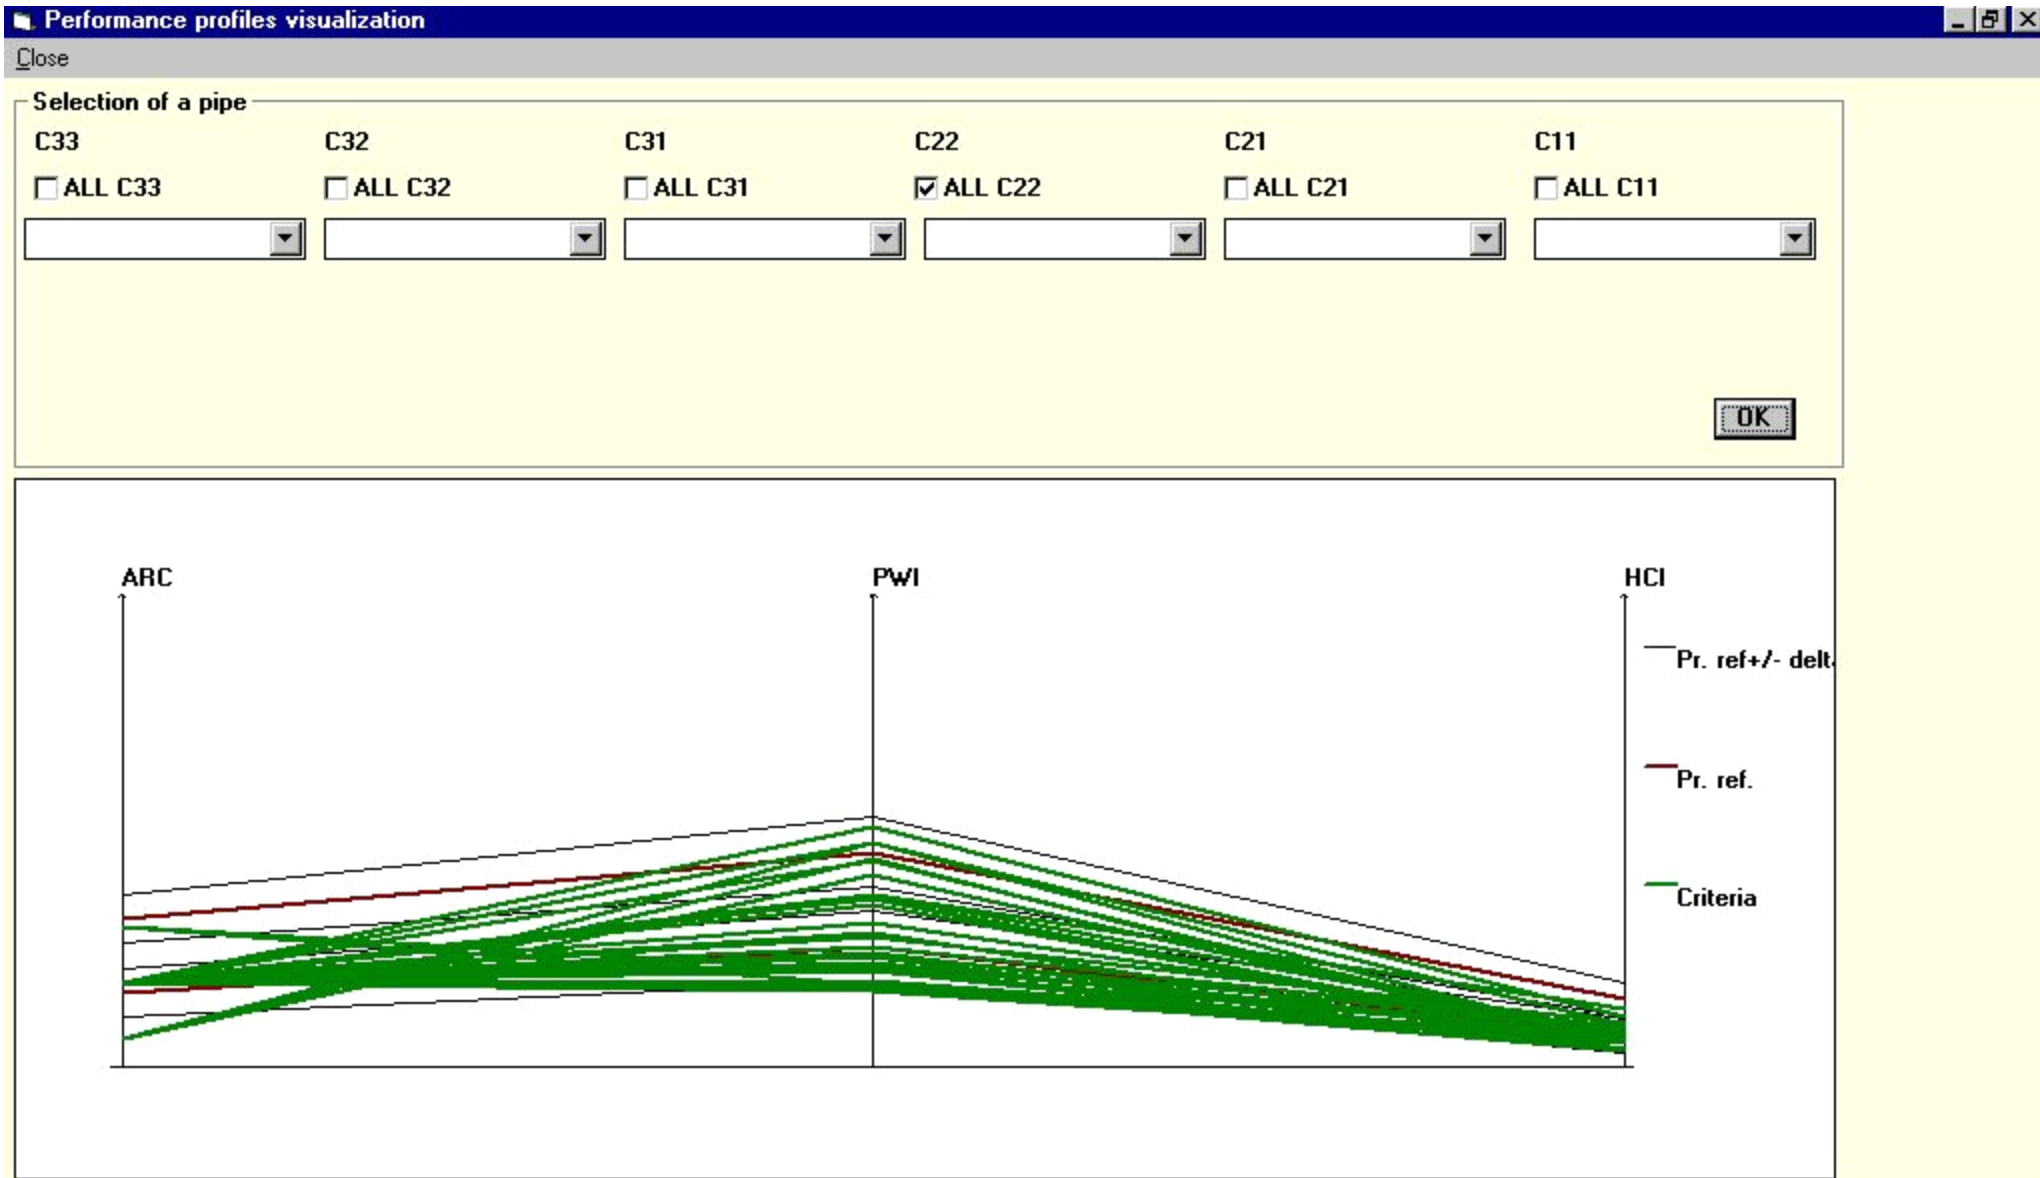 Performance profiles visualization
Close
Selection of a pipe
C33 C32 C31 C22 C21 C11
ALL C33 ALL C32 ALL C31 ALL C22 ALL C21 ALL C11
OK
ARC PWI HCI
Pr. ref+/- delt
Pr. ref.
Criteria